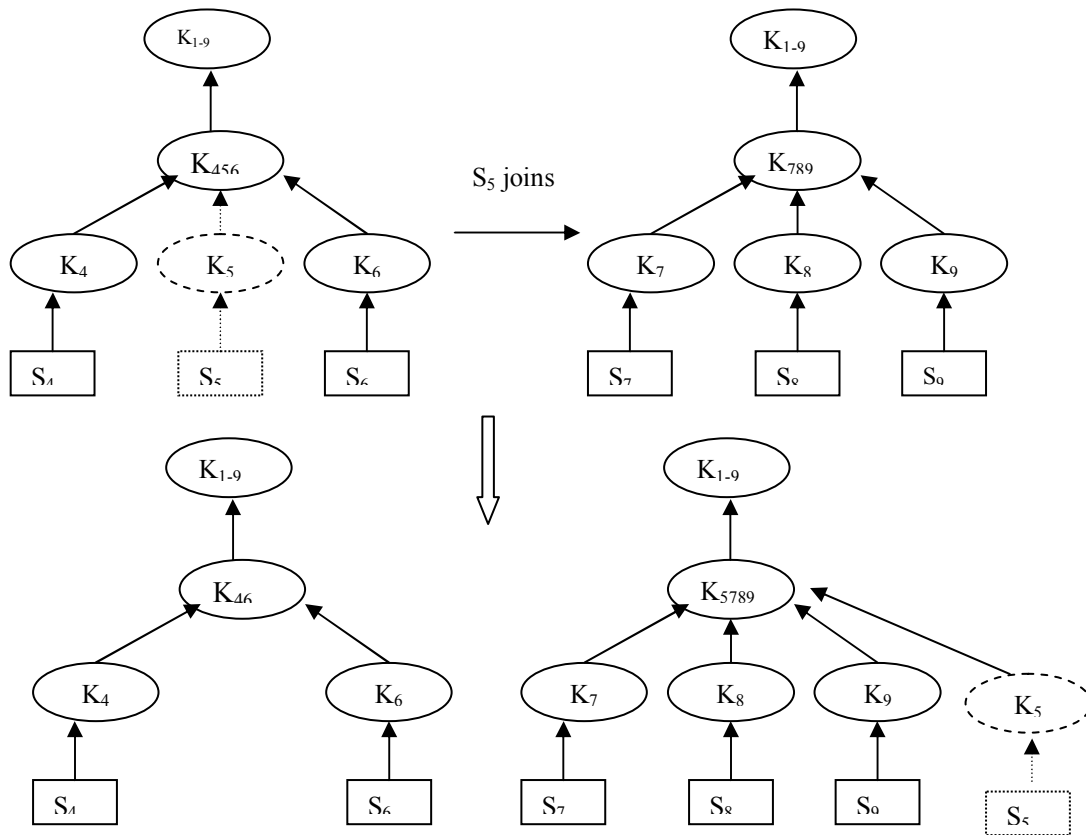 K₁₋₉
K₁₋₉
K₄₅₆
S₅ joins
K₇₈₉
K₄
K₅
K₆
K₇
K₈
K₉
S₄
S₅
S₆
S₇
S₈
S₉
K₁₋₉
K₁₋₉
K₄₆
K₅₇₈₉
K₄
K₆
K₇
K₈
K₉
K₅
S₄
S₆
S₇
S₈
S₉
S₅